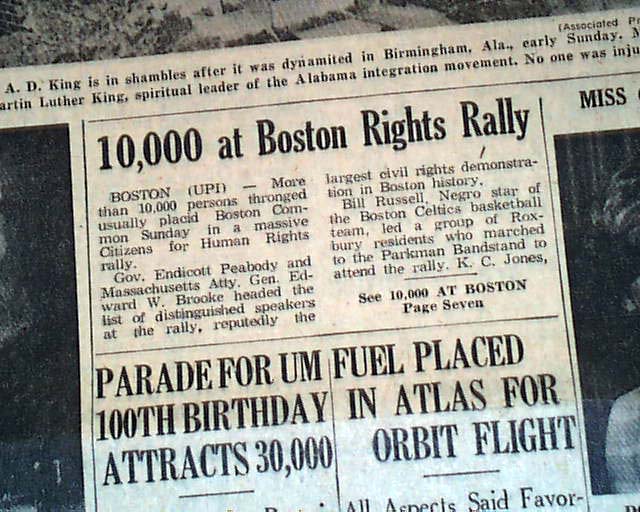 (Associated P
A. D. King is in shambles after it was dynamited in Birmingham, Ala., early Sunday.
artin Luther King, spiritual leader of the Alabama integration movement. No one was inju
MISS
10,000 at Boston Rights Rally
BOSTON (UPI) — More
than 10,000 persons thronged
usually placid Boston Com-
mon Sunday in a massive
Citizens for Human Rights
rally.
Gov. Endicott Peabody and
Massachusetts Atty. Gen. Ed-
ward W. Brooke headed the
list of distinguished speakers
at the rally, reputedly the
largest civil rights demonstra-
tion in Boston history.
Bill Russell, Negro star of
the Boston Celtics basketball
team, led a group of Rox-
bury residents who marched
to the Parkman Bandstand to
attend the rally. K. C. Jones,
See 10,000 AT BOSTON
Page Seven
PARADE FOR UM
100TH BIRTHDAY
ATTRACTS 30,000
FUEL PLACED
IN ATLAS FOR
ORBIT FLIGHT
All Aspects Said Favor-